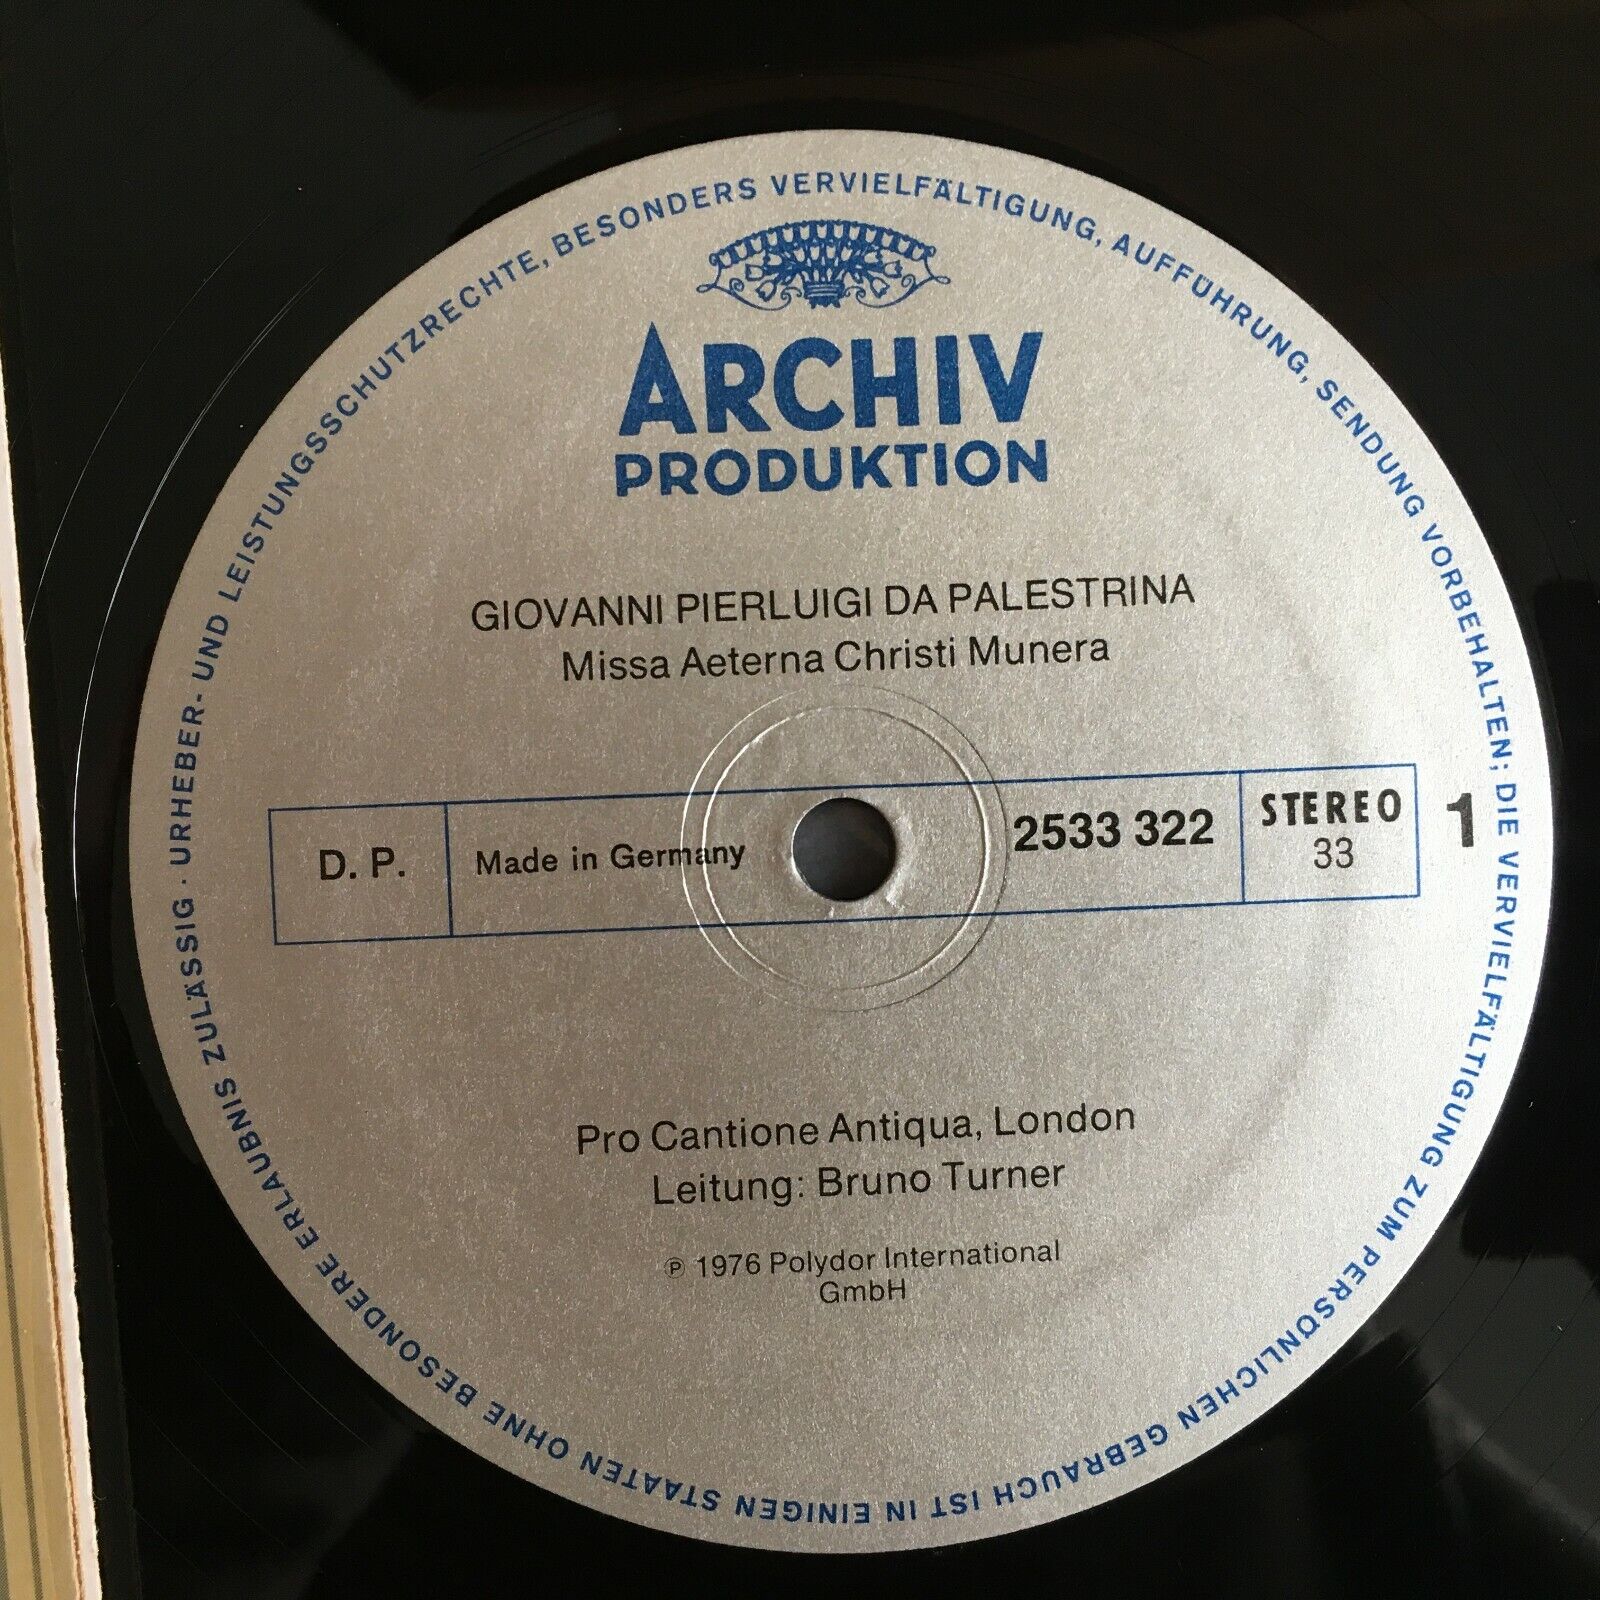 URHEBER- UND LEISTUNGSSCHUTZRECHTE, BESONDERS VERVIELFÄLTIGUNG, AUFFÜHRUNG, SENDUNG VORBEHALTEN; DIE VERVIELFÄLTIGUNG ZUM PERSÖNLICHEN GEBRAUCH IST IN EINIGEN STAATEN OHNE BESONDERE ERLAUBNIS ZULÄSSIG ·
ARCHIV
PRODUKTION
GIOVANNI PIERLUIGI DA PALESTRINA
Missa Aeterna Christi Munera
D. P.
Made in Germany
2533 322
STEREO
33
1
Pro Cantione Antiqua, London
Leitung: Bruno Turner
℗ 1976 Polydor International
GmbH